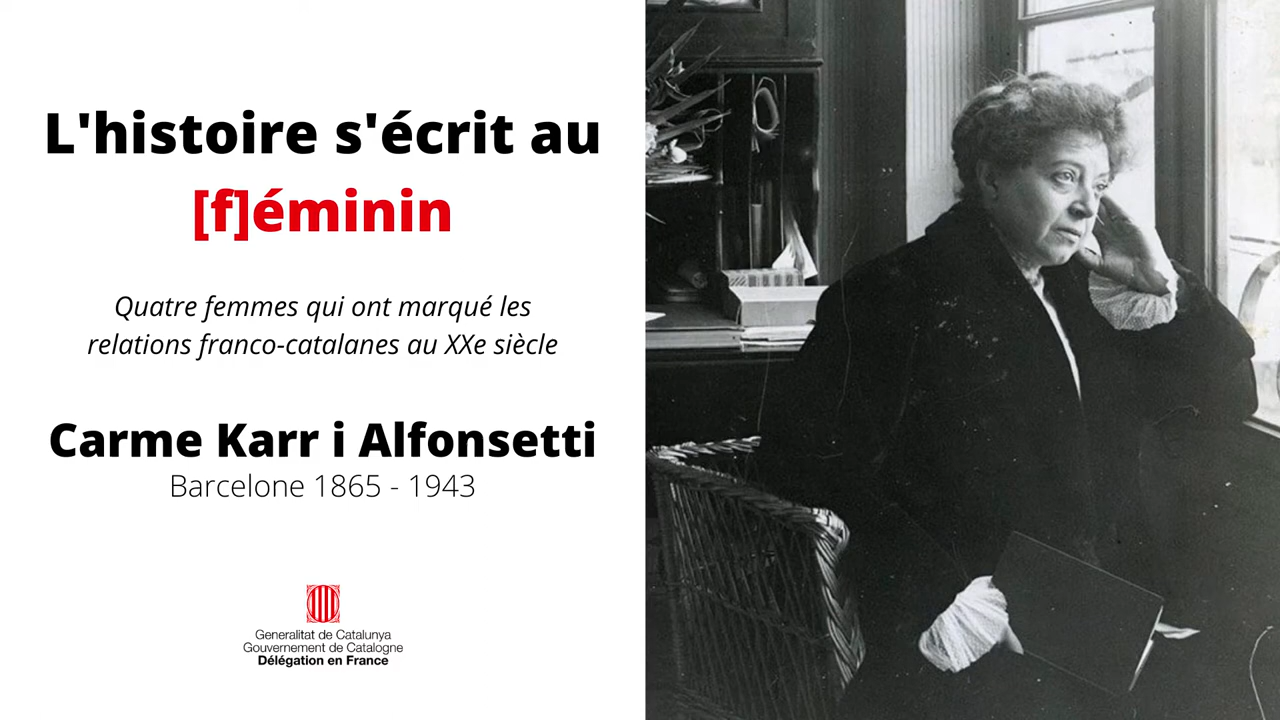 L'histoire s'écrit au
[f]éminin
Quatre femmes qui ont marqué les
relations franco-catalanes au XXe siècle
Carme Karr i Alfonsetti
Barcelone 1865 - 1943
Generalitat de Catalunya
Gouvernement de Catalogne
Délégation en France